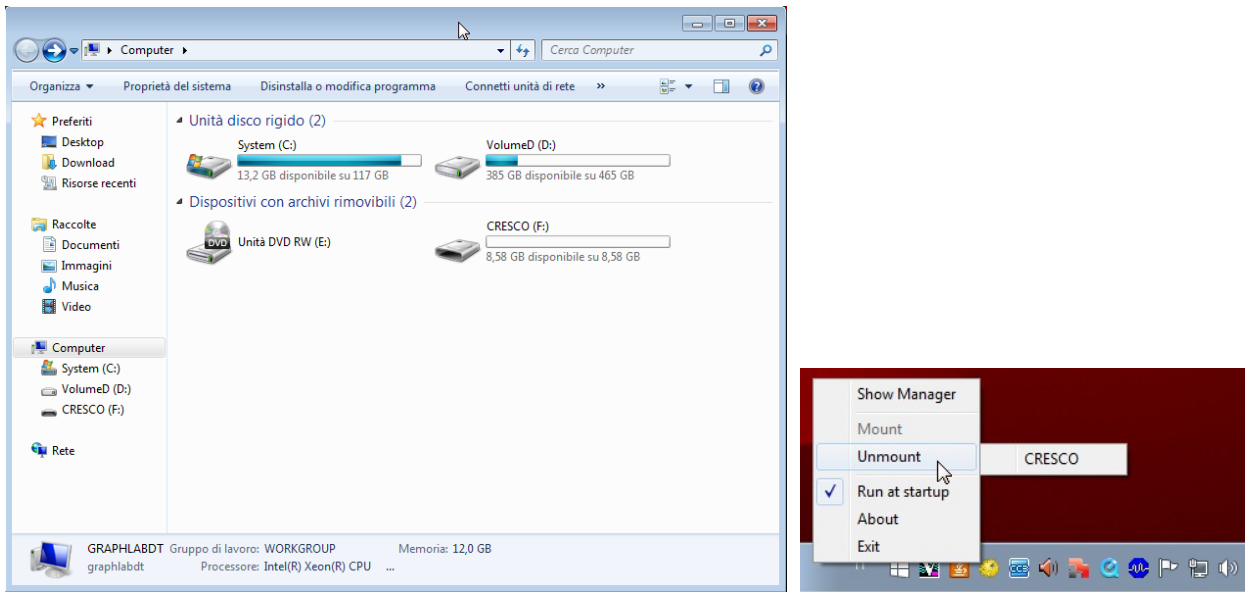 Computer
Cerca Computer
Organizza Proprietà del sistema Disinstalla o modifica programma Connetti unità di rete »
Preferiti
Desktop
Download
Risorse recenti
Raccolte
Documenti
Immagini
Musica
Video
Computer
System (C:)
VolumeD (D:)
CRESCO (F:)
Rete
Unità disco rigido (2)
System (C:)
13,2 GB disponibile su 117 GB
VolumeD (D:)
385 GB disponibile su 465 GB
Dispositivi con archivi rimovibili (2)
DVD
Unità DVD RW (E:)
CRESCO (F:)
8,58 GB disponibile su 8,58 GB
GRAPHLABDT Gruppo di lavoro: WORKGROUP Memoria: 12,0 GB
graphlabdt Processore: Intel(R) Xeon(R) CPU ...
Show Manager
Mount
Unmount
CRESCO
Run at startup
About
Exit
CCE